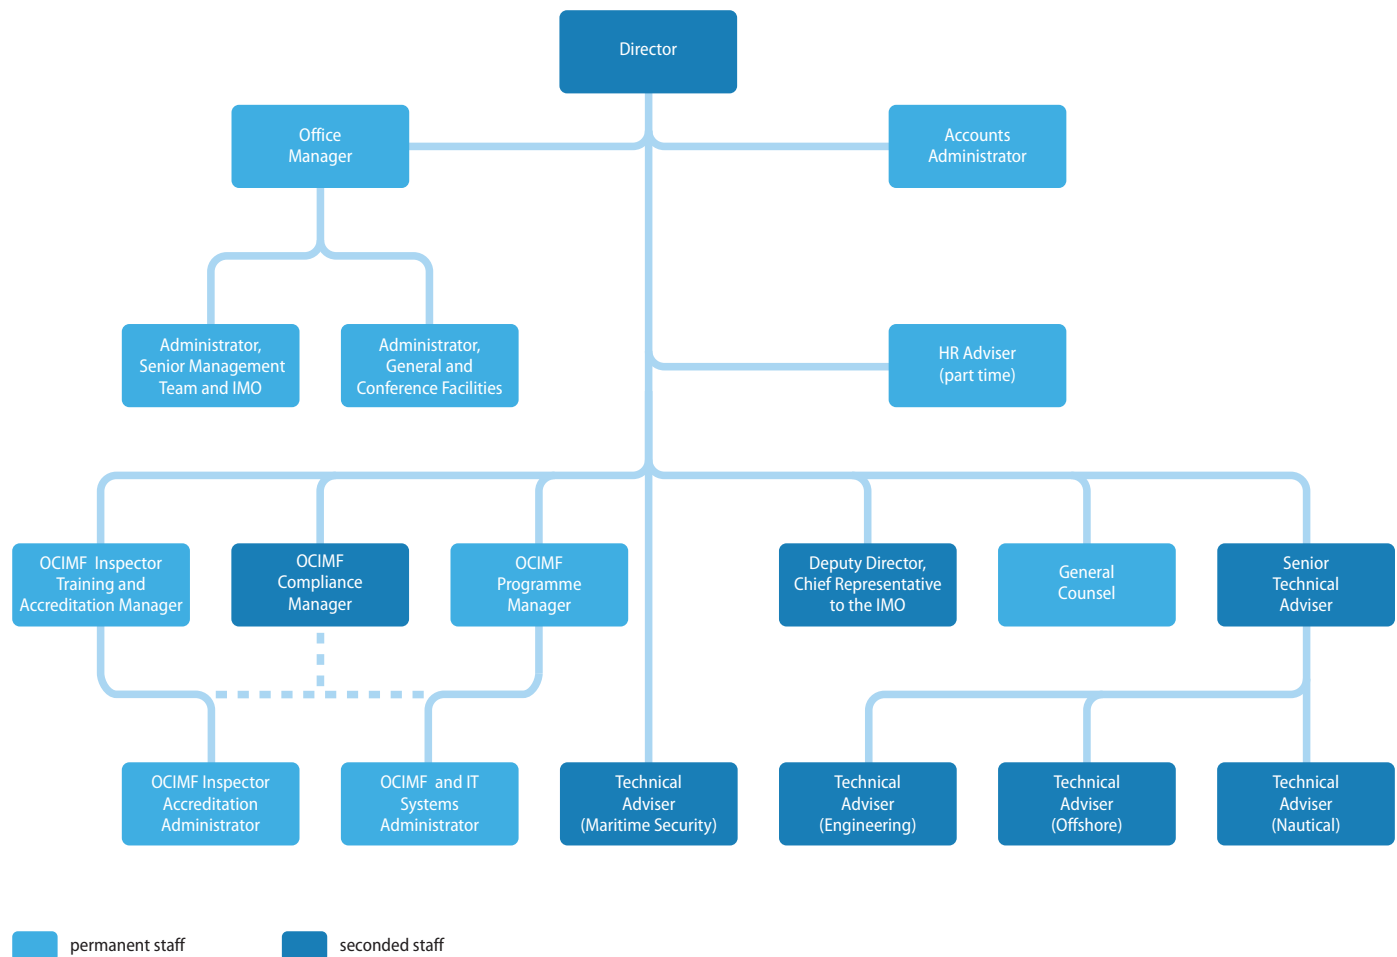 Director
Office
Manager
Accounts
Administrator
Administrator,
Senior Management
Team and IMO
Administrator,
General and
Conference Facilities
HR Adviser
(part time)
OCIMF Inspector
Training and
Accreditation Manager
OCIMF
Compliance
Manager
OCIMF
Programme
Manager
Deputy Director,
Chief Representative
to the IMO
General
Counsel
Senior
Technical
Adviser
OCIMF Inspector
Accreditation
Administrator
OCIMF and IT
Systems
Administrator
Technical
Adviser
(Maritime Security)
Technical
Adviser
(Engineering)
Technical
Adviser
(Offshore)
Technical
Adviser
(Nautical)
permanent staff
seconded staff